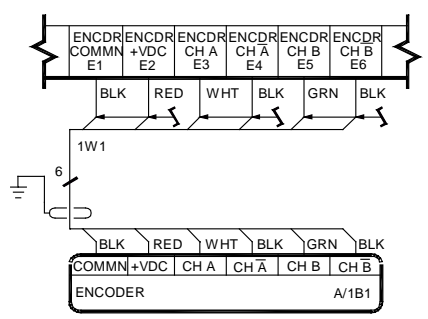 ENCDR ENCDR ENCDR ENCDR ENCDR ENCDR
COMMN +VDC CH A CH A̅ CH B CH B̅
E1 E2 E3 E4 E5 E6
BLK RED WHT BLK GRN BLK
1W1
6
BLK RED WHT BLK GRN BLK
COMMN +VDC CH A CH A̅ CH B CH B̅
ENCODER A/1B1